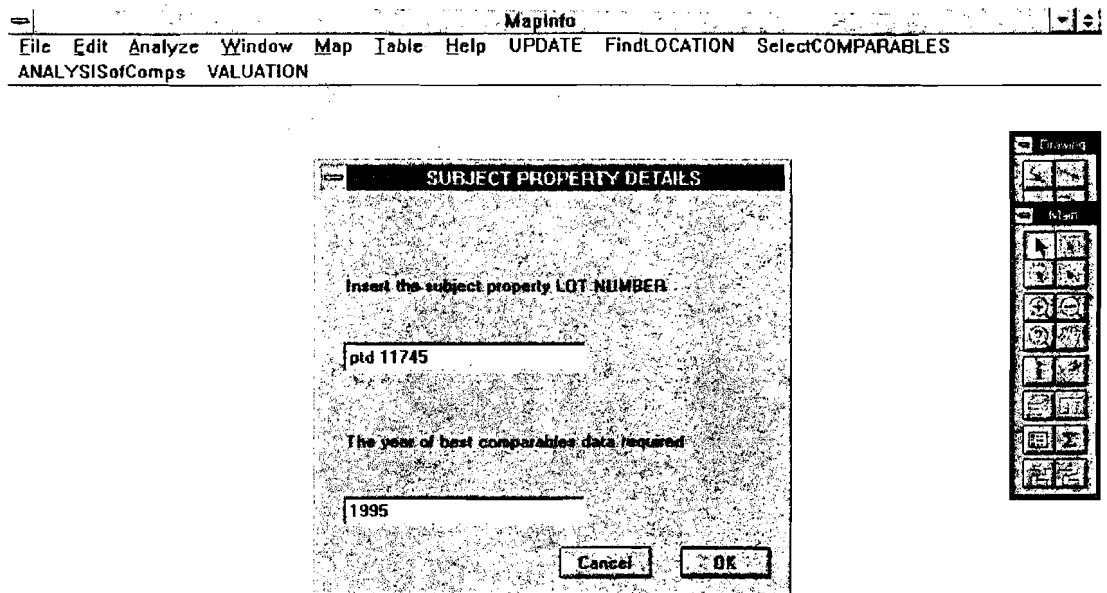 MapInfo
File Edit Analyze Window Map Table Help UPDATE FindLOCATION SelectCOMPARABLES
ANALYSISofComps VALUATION
Drawing
SUBJECT PROPERTY DETAILS
Main
Insert the subject property LOT NUMBER
ptd 11745
The year of best comparables data required
1995
Cancel OK